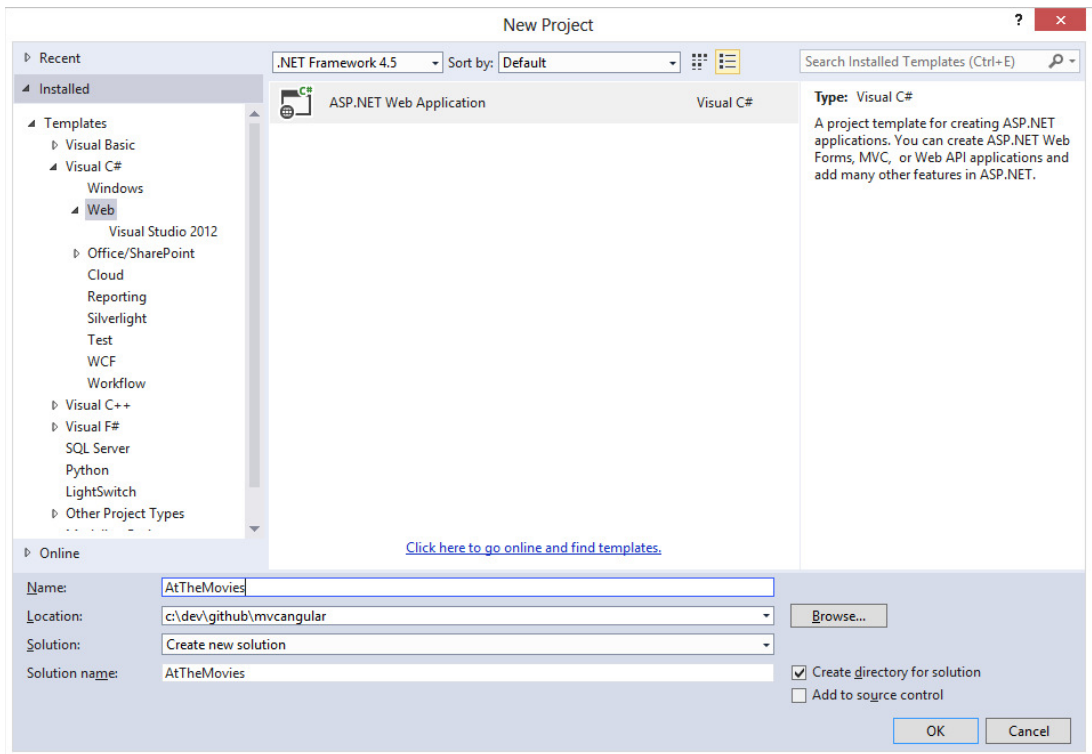 New Project
?
Recent
Installed
Templates
Visual Basic
Visual C#
Windows
Web
Visual Studio 2012
Office/SharePoint
Cloud
Reporting
Silverlight
Test
WCF
Workflow
Visual C++
Visual F#
SQL Server
Python
LightSwitch
Other Project Types
Online
.NET Framework 4.5 Sort by: Default
C# ASP.NET Web Application Visual C#
Click here to go online and find templates.
Search Installed Templates (Ctrl+E)
Type: Visual C#
A project template for creating ASP.NET
applications. You can create ASP.NET Web
Forms, MVC, or Web API applications and
add many other features in ASP.NET.
Name: AtTheMovies
Location: c:\dev\github\mvcangular Browse...
Solution: Create new solution
Solution name: AtTheMovies
Create directory for solution
Add to source control
OK Cancel